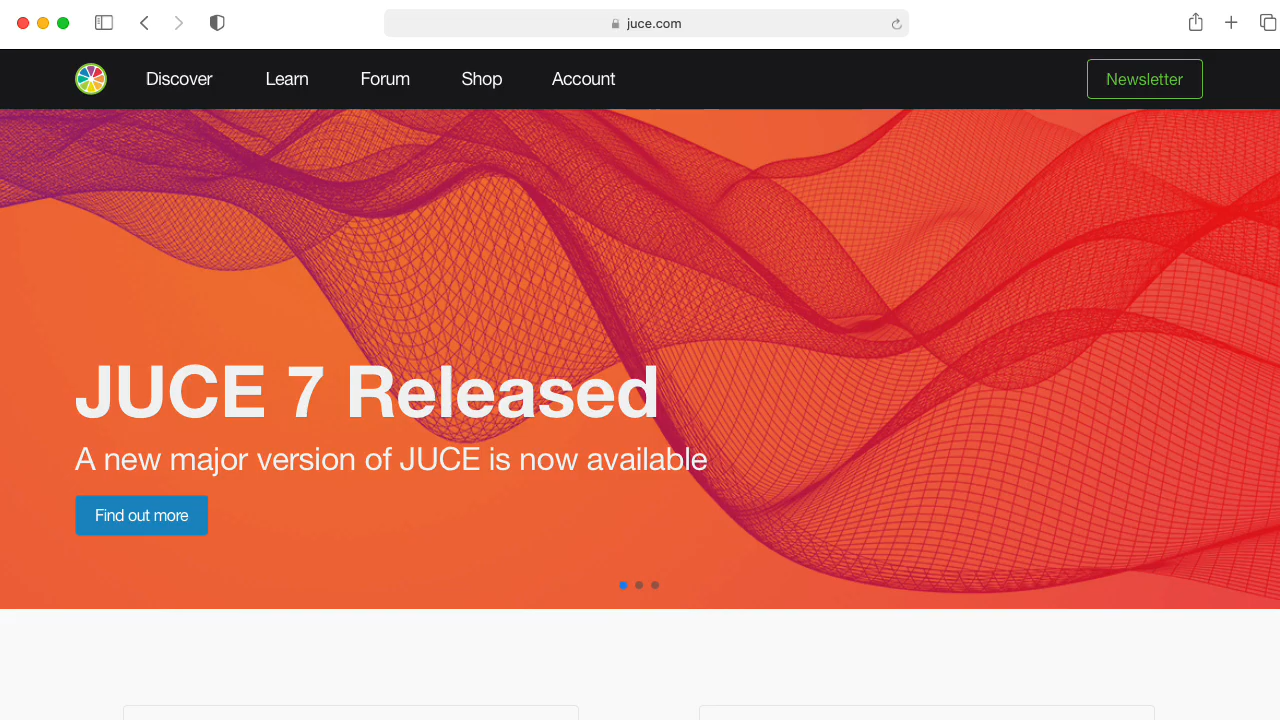 juce.com
Discover Learn Forum Shop Account Newsletter
JUCE 7 Released
A new major version of JUCE is now available
Find out more